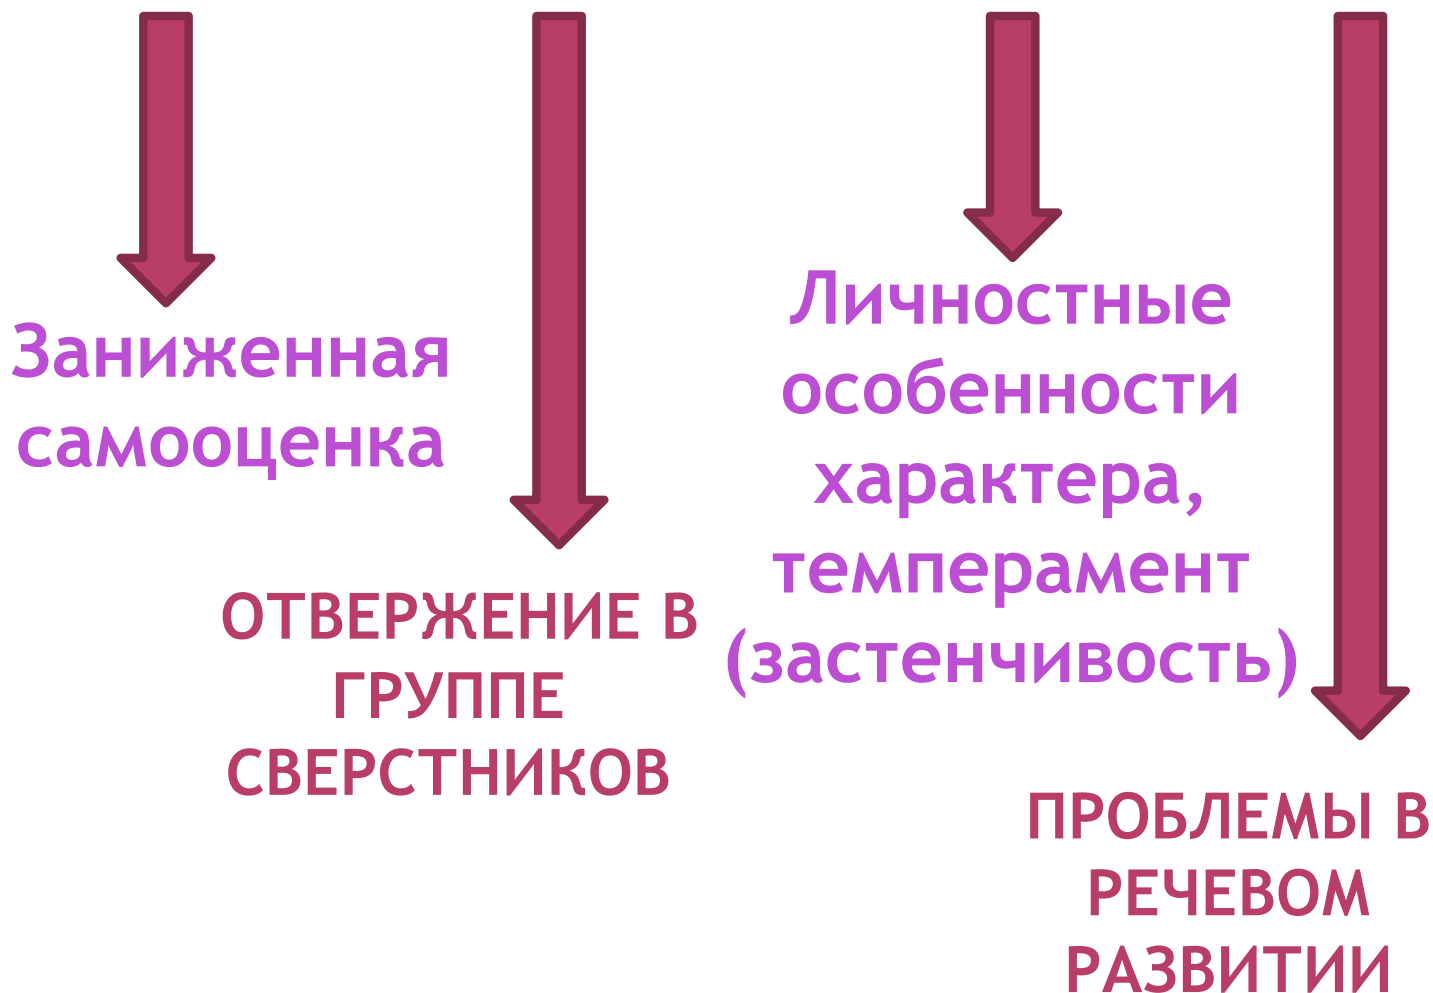 Заниженная
самооценка
ОТВЕРЖЕНИЕ В
ГРУППЕ
СВЕРСТНИКОВ
Личностные
особенности
характера,
темперамент
(застенчивость)
ПРОБЛЕМЫ В
РЕЧЕВОМ
РАЗВИТИИ